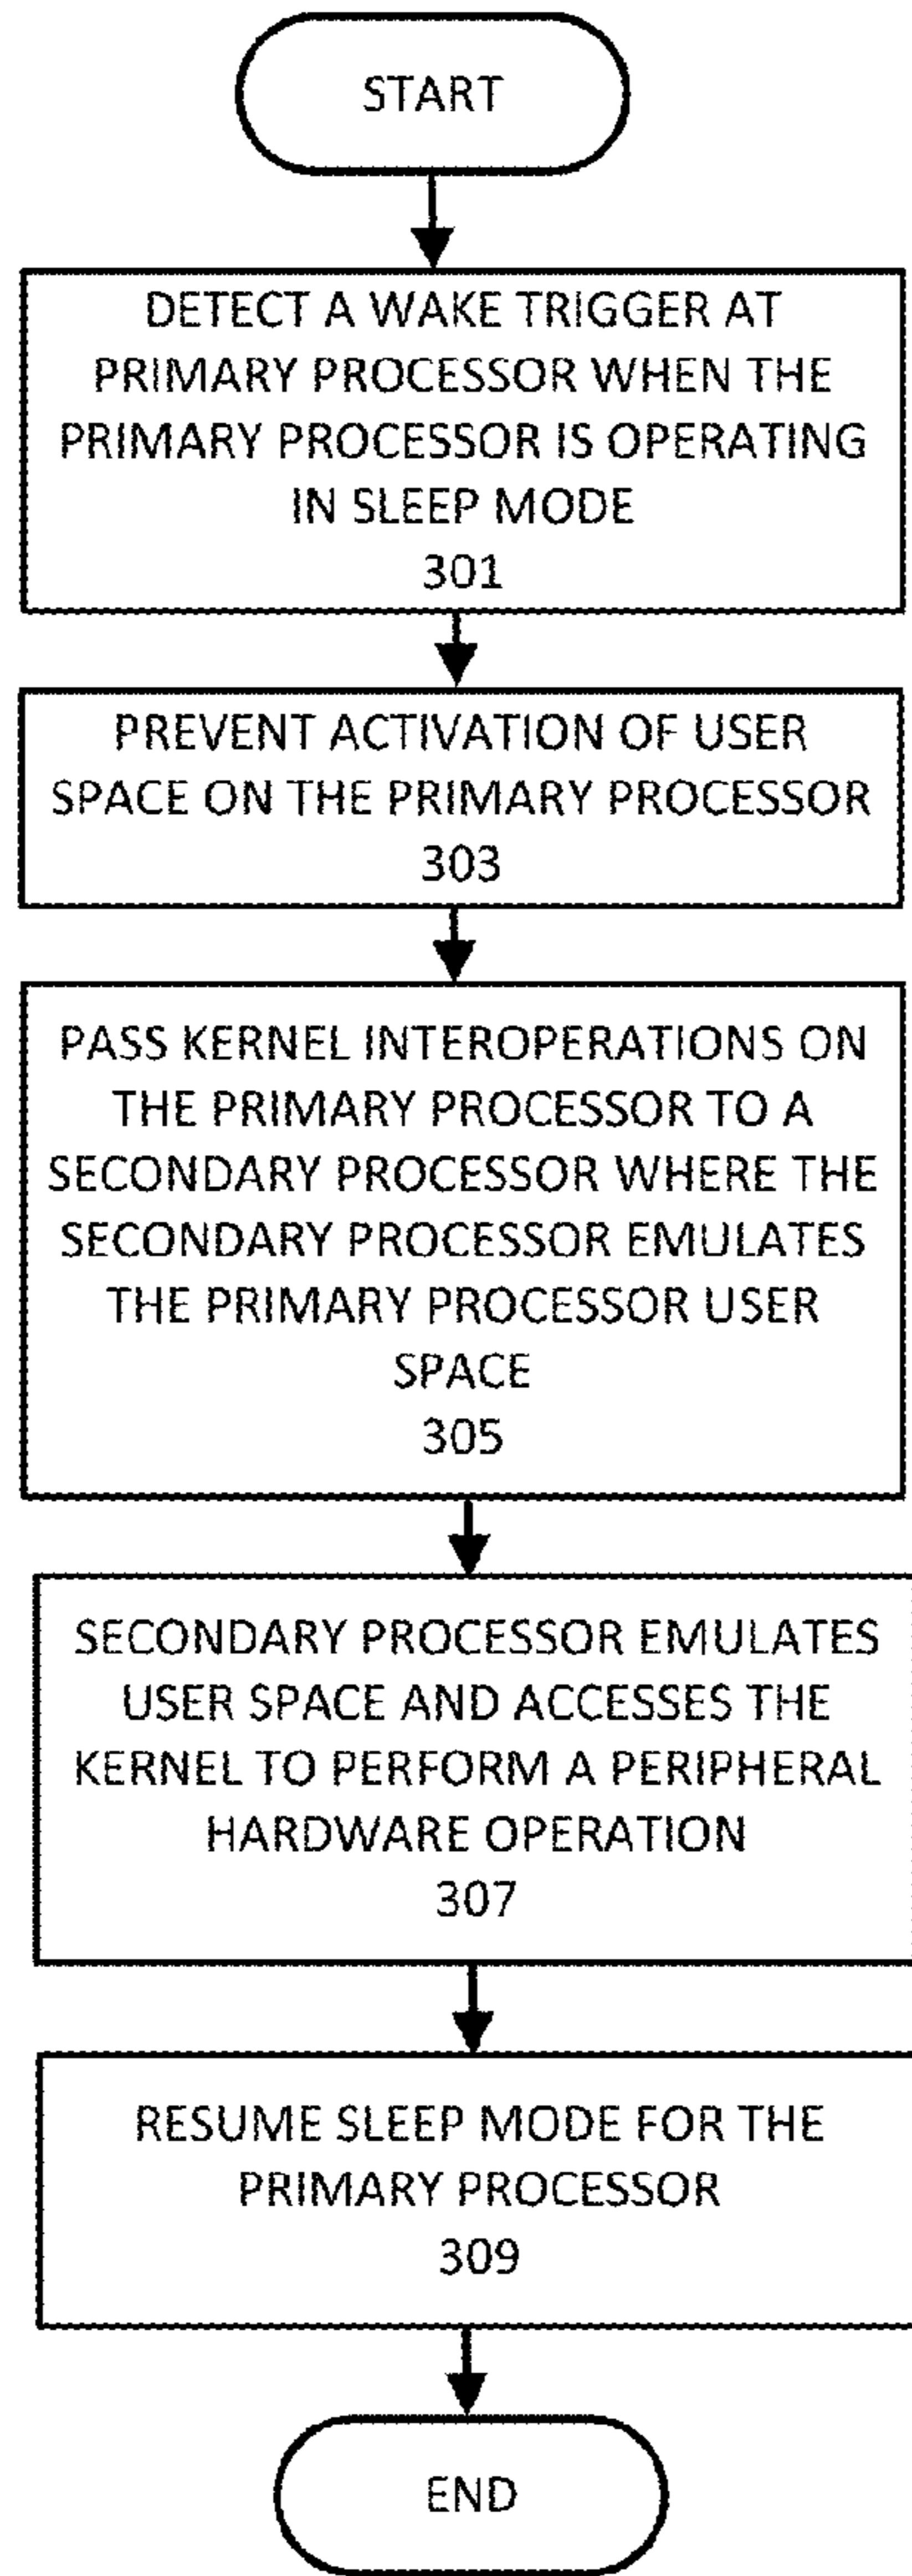 START
DETECT A WAKE TRIGGER AT
PRIMARY PROCESSOR WHEN THE
PRIMARY PROCESSOR IS OPERATING
IN SLEEP MODE
301
PREVENT ACTIVATION OF USER
SPACE ON THE PRIMARY PROCESSOR
303
PASS KERNEL INTEROPERATIONS ON
THE PRIMARY PROCESSOR TO A
SECONDARY PROCESSOR WHERE THE
SECONDARY PROCESSOR EMULATES
THE PRIMARY PROCESSOR USER
SPACE
305
SECONDARY PROCESSOR EMULATES
USER SPACE AND ACCESSES THE
KERNEL TO PERFORM A PERIPHERAL
HARDWARE OPERATION
307
RESUME SLEEP MODE FOR THE
PRIMARY PROCESSOR
309
END